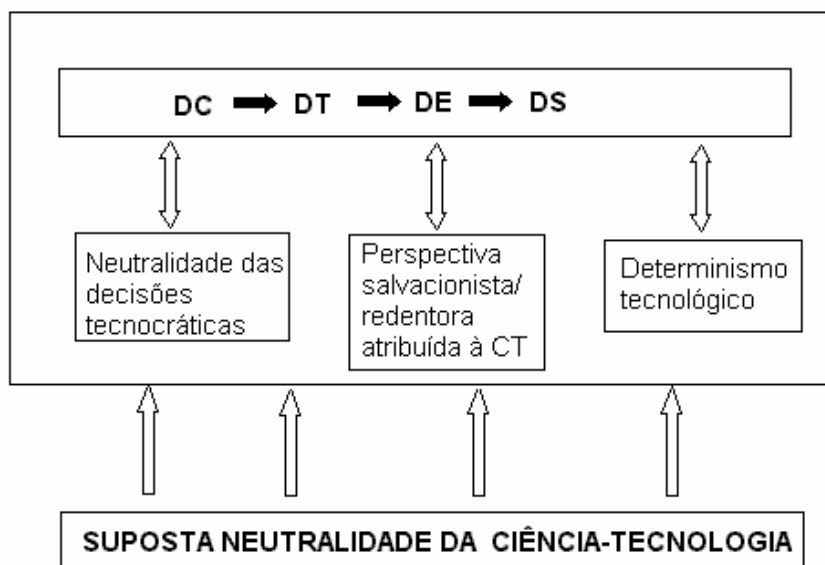 DC DT DE DS
Neutralidade das
decisões
tecnocráticas
Perspectiva
salvacionista/
redentora
atribuída à CT
Determinismo
tecnológico
SUPOSTA NEUTRALIDADE DA CIÊNCIA-TECNOLOGIA